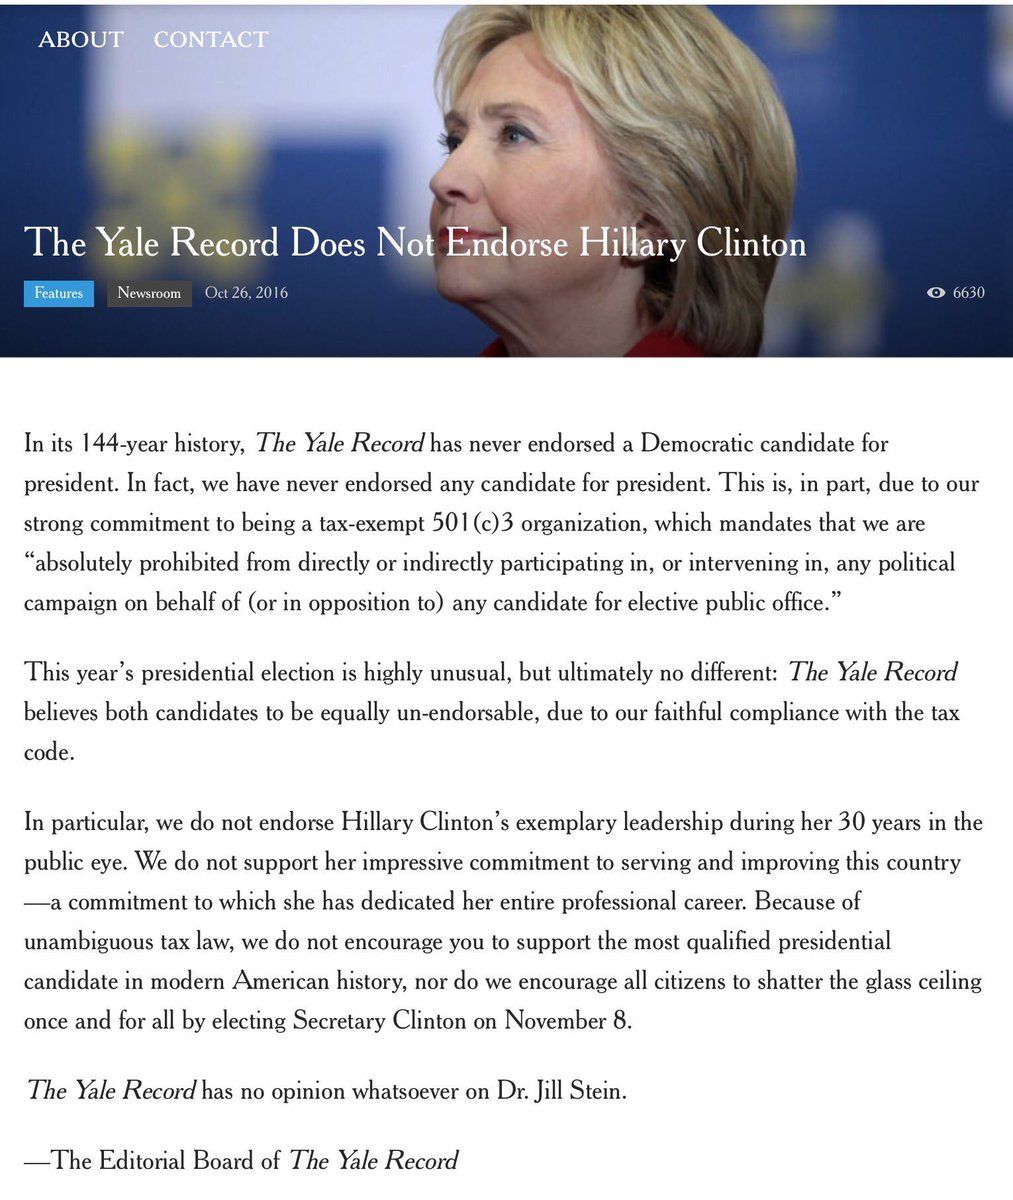 ABOUT CONTACT
The Yale Record Does Not Endorse Hillary Clinton
Features Newsroom Oct 26, 2016 6630
In its 144-year history, The Yale Record has never endorsed a Democratic candidate for
president. In fact, we have never endorsed any candidate for president. This is, in part, due to our
strong commitment to being a tax-exempt 501(c)3 organization, which mandates that we are
“absolutely prohibited from directly or indirectly participating in, or intervening in, any political
campaign on behalf of (or in opposition to) any candidate for elective public office.”
This year’s presidential election is highly unusual, but ultimately no different: The Yale Record
believes both candidates to be equally un-endorsable, due to our faithful compliance with the tax
code.
In particular, we do not endorse Hillary Clinton’s exemplary leadership during her 30 years in the
public eye. We do not support her impressive commitment to serving and improving this country
—a commitment to which she has dedicated her entire professional career. Because of
unambiguous tax law, we do not encourage you to support the most qualified presidential
candidate in modern American history, nor do we encourage all citizens to shatter the glass ceiling
once and for all by electing Secretary Clinton on November 8.
The Yale Record has no opinion whatsoever on Dr. Jill Stein.
—The Editorial Board of The Yale Record